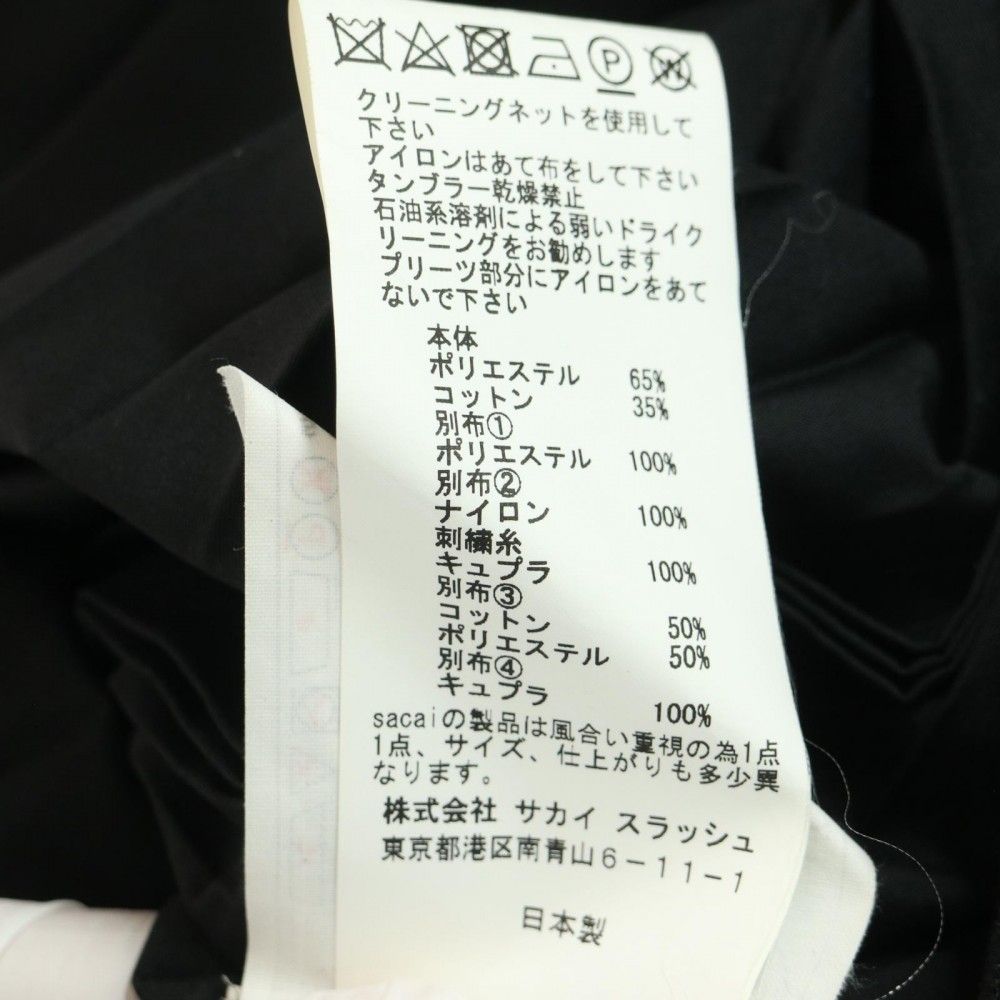 P W
クリーニングネットを使用して
下さい
アイロンはあて布をして下さい
タンブラー乾燥禁止
石油系溶剤による弱いドライク
リーニングをお勧めします
プリーツ部分にアイロンをあて
ないで下さい
本体
ポリエステル 65%
コットン 35%
別布①
ポリエステル 100%
別布②
ナイロン 100%
刺繍糸
キュプラ 100%
別布③
コットン 50%
ポリエステル 50%
別布④
キュプラ 100%
sacaiの製品は風合い重視の為1点
1点、サイズ、仕上がりも多少異
なります。
株式会社 サカイ スラッシュ
東京都港区南青山6-11-1
日本製